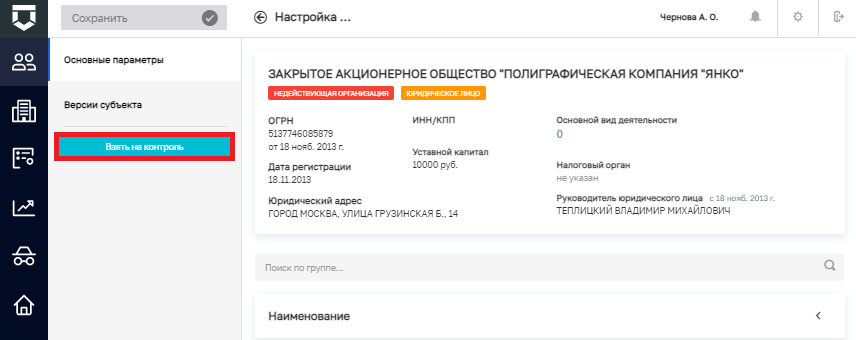 Сохранить
Настройка ...
Чернова А. О.
Основные параметры
Версии субъекта
Взять на контроль
ЗАКРЫТОЕ АКЦИОНЕРНОЕ ОБЩЕСТВО "ПОЛИГРАФИЧЕСКАЯ КОМПАНИЯ "ЯНКО"
НЕДЕЙСТВУЮЩАЯ ОРГАНИЗАЦИЯ ЮРИДИЧЕСКОЕ ЛИЦО
ОГРН
5137746085879
от 18 нояб. 2013 г.
Дата регистрации
18.11.2013
Юридический адрес
ГОРОД МОСКВА, УЛИЦА ГРУЗИНСКАЯ Б., 14
ИНН/КПП
Уставной капитал
10000 руб.
Основной вид деятельности
()
Налоговый орган
не указан
Руководитель юридического лица с 18 нояб. 2013 г.
ТЕПЛИЦКИЙ ВЛАДИМИР МИХАЙЛОВИЧ
Поиск по группе...
Наименование